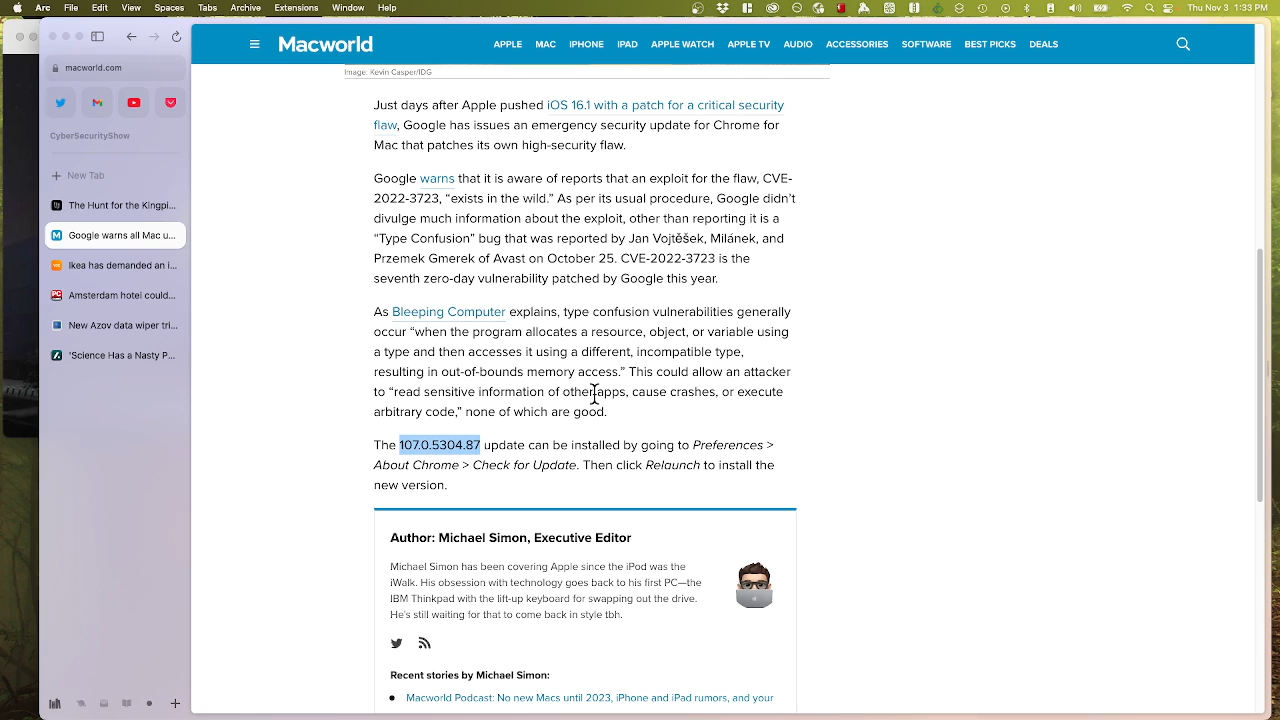 Safari File Edit View History Bookmarks Develop Archive Extensions Window Help
Thu Nov 3 1:33 PM
macworld.com
CyberSecurityShow
New Tab
The Hunt for the Kingpi...
Google warns all Mac u...
Ikea has demanded an i...
Amsterdam hotel could...
New Azov data wiper tri...
'Science Has a Nasty P...
Macworld
APPLE MAC IPHONE IPAD APPLE WATCH APPLE TV AUDIO ACCESSORIES SOFTWARE BEST PICKS DEALS
Image: Kevin Casper/IDG
Just days after Apple pushed iOS 16.1 with a patch for a critical security
flaw, Google has issues an emergency security update for Chrome for
Mac that patches its own high-security flaw.
Google warns that it is aware of reports that an exploit for the flaw, CVE-
2022-3723, “exists in the wild.” As per its usual procedure, Google didn’t
divulge much information about the exploit, other than reporting it is a
“Type Confusion” bug that was reported by Jan Vojtěšek, Milánek, and
Przemek Gmerek of Avast on October 25. CVE-2022-3723 is the
seventh zero-day vulnerability patched by Google this year.
As Bleeping Computer explains, type confusion vulnerabilities generally
occur “when the program allocates a resource, object, or variable using
a type and then accesses it using a different, incompatible type,
resulting in out-of-bounds memory access.” This could allow an attacker
to “read sensitive information of other apps, cause crashes, or execute
arbitrary code,” none of which are good.
The 107.0.5304.87 update can be installed by going to Preferences >
About Chrome > Check for Update. Then click Relaunch to install the
new version.
Author: Michael Simon, Executive Editor
Michael Simon has been covering Apple since the iPod was the
iWalk. His obsession with technology goes back to his first PC—the
IBM Thinkpad with the lift-up keyboard for swapping out the drive.
He's still waiting for that to come back in style tbh.
Recent stories by Michael Simon:
Macworld Podcast: No new Macs until 2023, iPhone and iPad rumors, and your